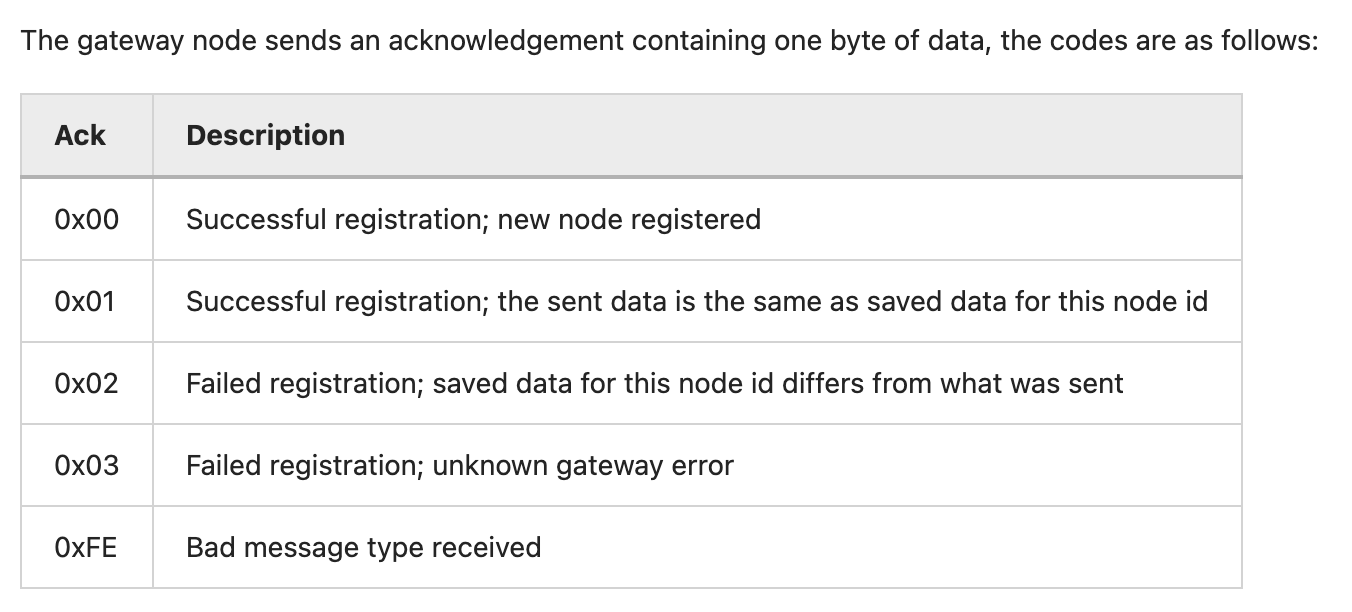 The gateway node sends an acknowledgement containing one byte of data, the codes are as follows:
Ack Description
0x00 Successful registration; new node registered
0x01 Successful registration; the sent data is the same as saved data for this node id
0x02 Failed registration; saved data for this node id differs from what was sent
0x03 Failed registration; unknown gateway error
0xFE Bad message type received